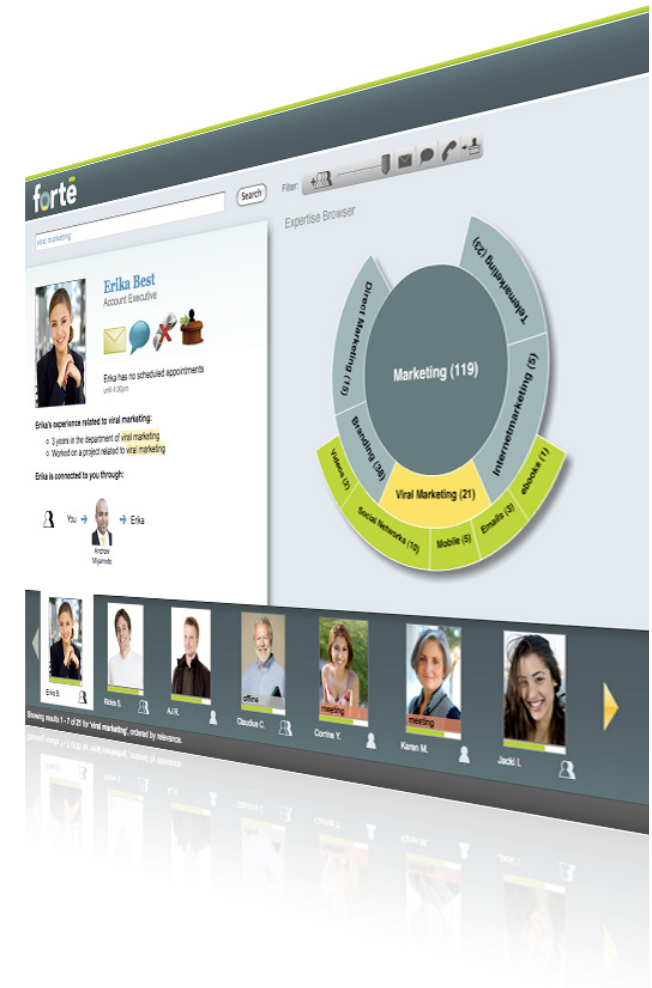 forte
viral marketing
Search
Filter:
Expertise Browser
Erika Best
Account Executive
Erika has no scheduled appointments
until 4:00pm
Erika's experience related to viral marketing:
3 years in the department of viral marketing
Worked on a project related to viral marketing
Erika is connected to you through:
You
Erika
Andrew
Miyamoto
Marketing (119)
Direct Marketing (15)
Branding (38)
Viral Marketing (21)
Internetmarketing (5)
Telemarketing (23)
Videos (2)
Social Networks (10)
Mobile (5)
Emails (3)
ebooks (1)
Erika B.
AJ R.
offline
Claudius C.
meeting
Corrine Y.
meeting
Karen M.
Jacki I.
Showing results 1 - 7 of 21 for 'viral marketing', ordered by relevance.